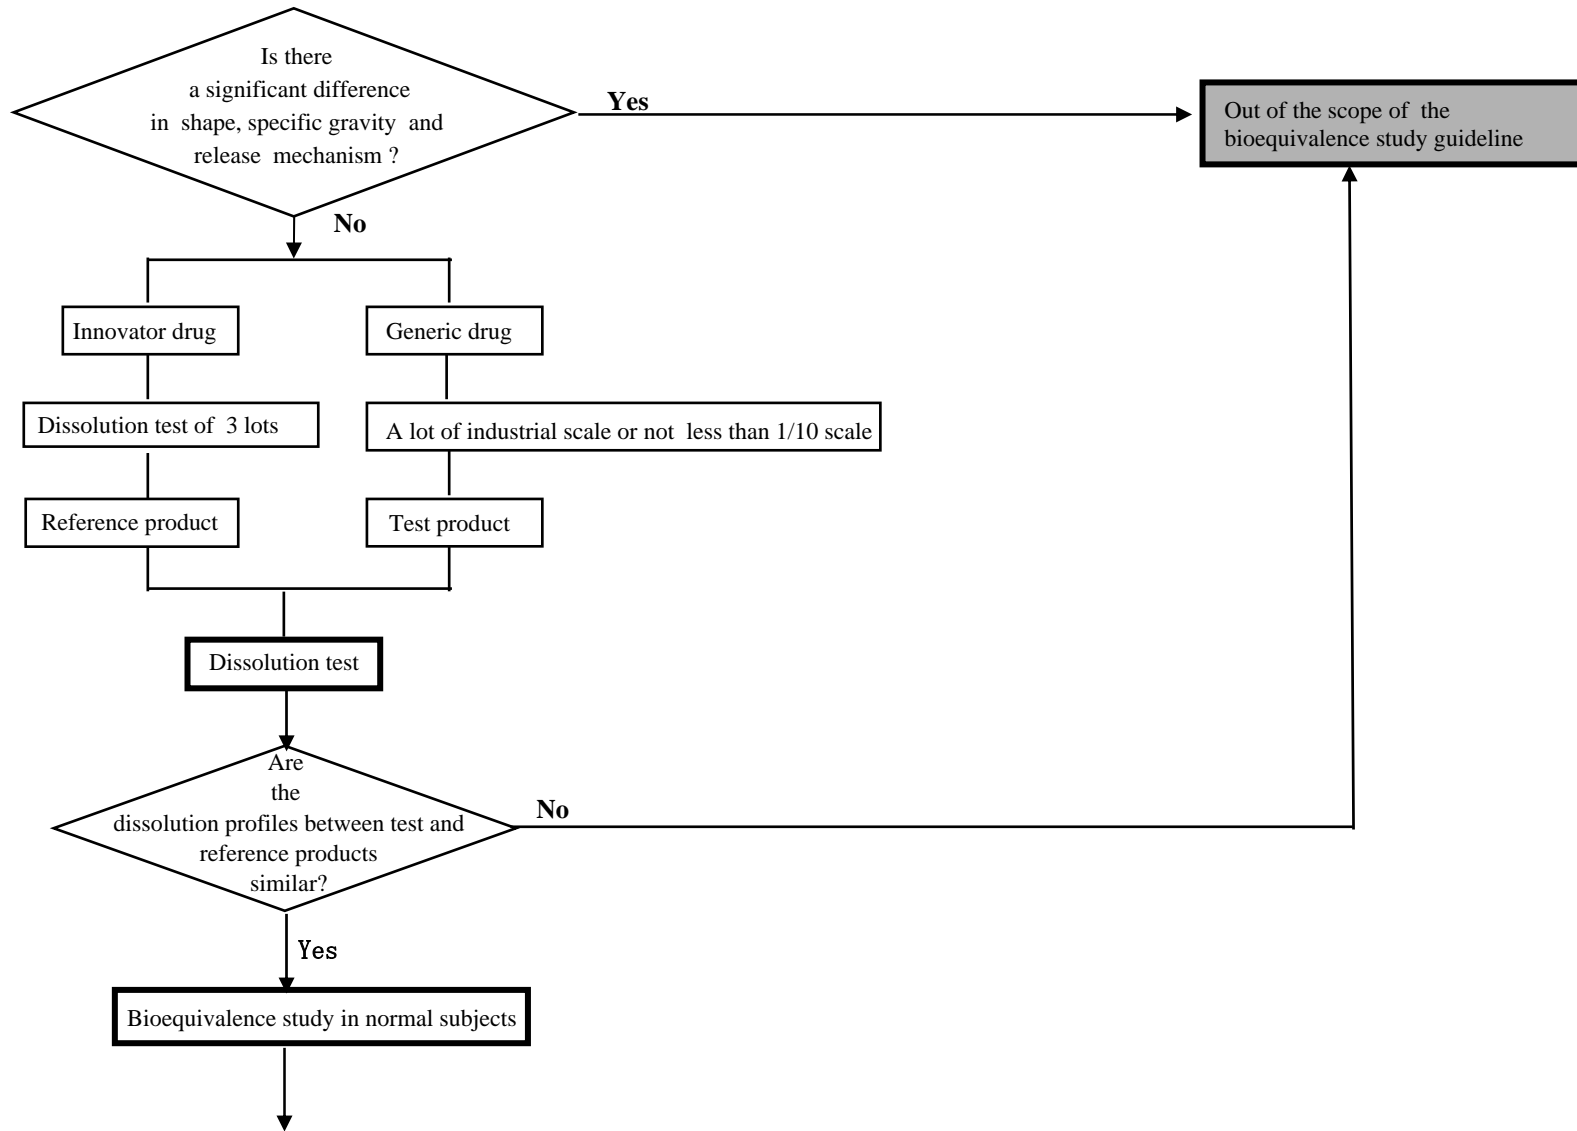 Is there
a significant difference
in shape, specific gravity and
release mechanism ?
Yes
Out of the scope of the
bioequivalence study guideline
No
Innovator drug
Generic drug
Dissolution test of 3 lots
A lot of industrial scale or not less than 1/10 scale
Reference product
Test product
Dissolution test
Are
the
dissolution profiles between test and
reference products
similar?
No
Yes
Bioequivalence study in normal subjects